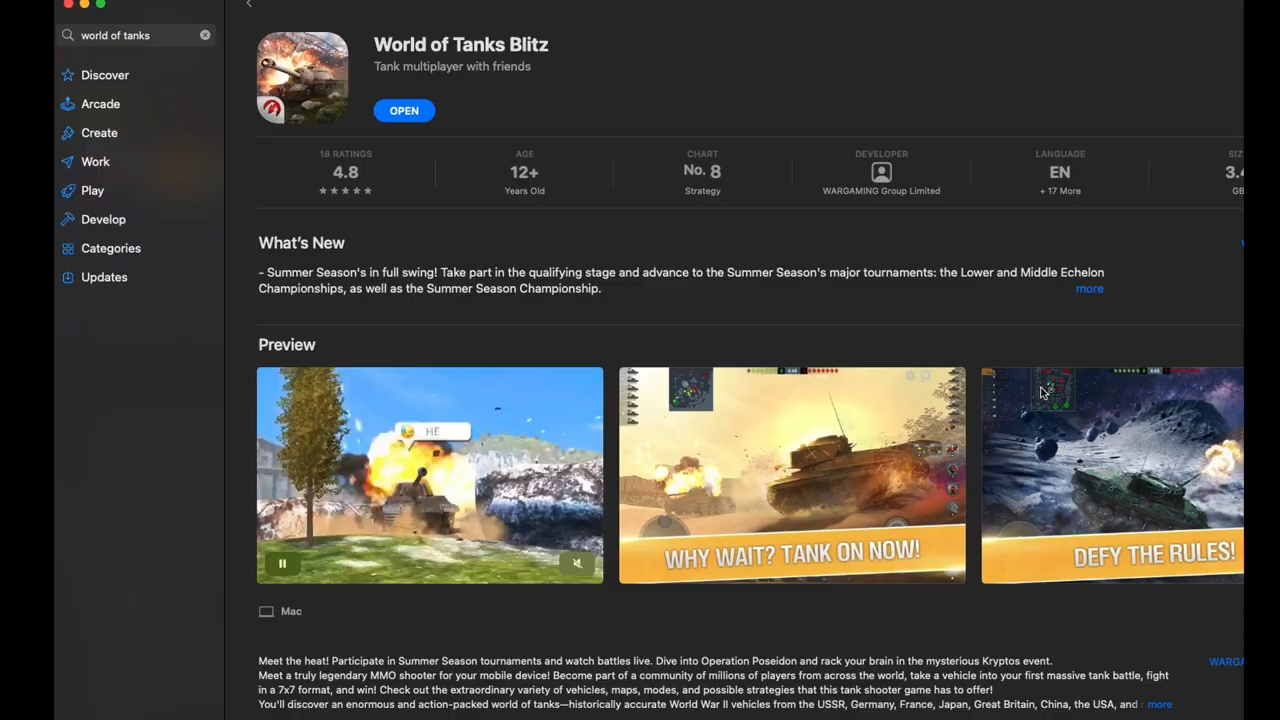 world of tanks
Discover
Arcade
Create
Work
Play
Develop
Categories
Updates
World of Tanks Blitz
Tank multiplayer with friends
OPEN
18 RATINGS
4.8
AGE
12+
Years Old
CHART
No. 8
Strategy
DEVELOPER
WARGAMING Group Limited
LANGUAGE
EN
+ 17 More
What's New
- Summer Season's in full swing! Take part in the qualifying stage and advance to the Summer Season's major tournaments: the Lower and Middle Echelon
Championships, as well as the Summer Season Championship.
more
Preview
WHY WAIT? TANK ON NOW!
DEFY THE RULES!
Mac
Meet the heat! Participate in Summer Season tournaments and watch battles live. Dive into Operation Poseidon and rack your brain in the mysterious Kryptos event.
Meet a truly legendary MMO shooter for your mobile device! Become part of a community of millions of players from across the world, take a vehicle into your first massive tank battle, fight
in a 7x7 format, and win! Check out the extraordinary variety of vehicles, maps, modes, and possible strategies that this tank shooter game has to offer!
You'll discover an enormous and action-packed world of tanks—historically accurate World War II vehicles from the USSR, Germany, France, Japan, Great Britain, China, the USA, and
more